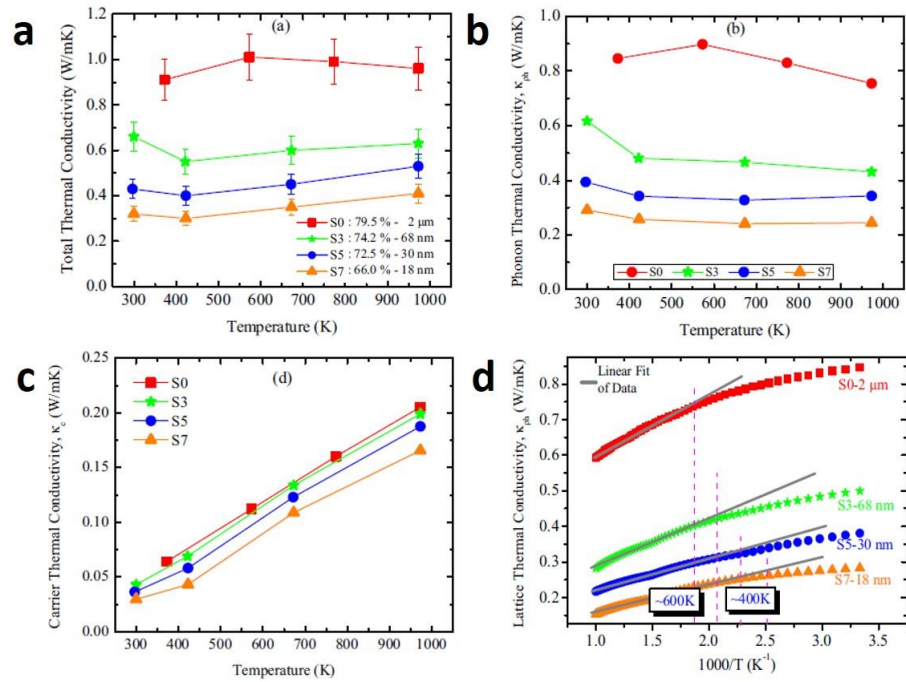 a
(a)
Total Thermal Conductivity (W/mK)
1.2
1.0
0.8
0.6
0.4
0.2
0.0
S0 : 79.5 % - 2 μm
S3 : 74.2 % - 68 nm
S5 : 72.5 % - 30 nm
S7 : 66.0 % - 18 nm
300 400 500 600 700 800 900 1000
Temperature (K)
b
(b)
Phonon Thermal Conductivity, κph (W/mK)
1.0
0.8
0.6
0.4
0.2
0.0
S0 S3 S5 S7
300 400 500 600 700 800 900 1000
Temperature (K)
c
(d)
Carrier Thermal Conductivity, κc (W/mK)
0.25
0.20
0.15
0.10
0.05
0.00
S0
S3
S5
S7
300 400 500 600 700 800 900 1000
Temperature (K)
d
Lattice Thermal Conductivity, κph (W/mK)
0.8
0.7
0.6
0.5
0.4
0.3
0.2
Linear Fit
of Data
S0-2 μm
S3-68 nm
S5-30 nm
S7-18 nm
~600K
~400K
1.0 1.5 2.0 2.5 3.0 3.5
1000/T (K-1)